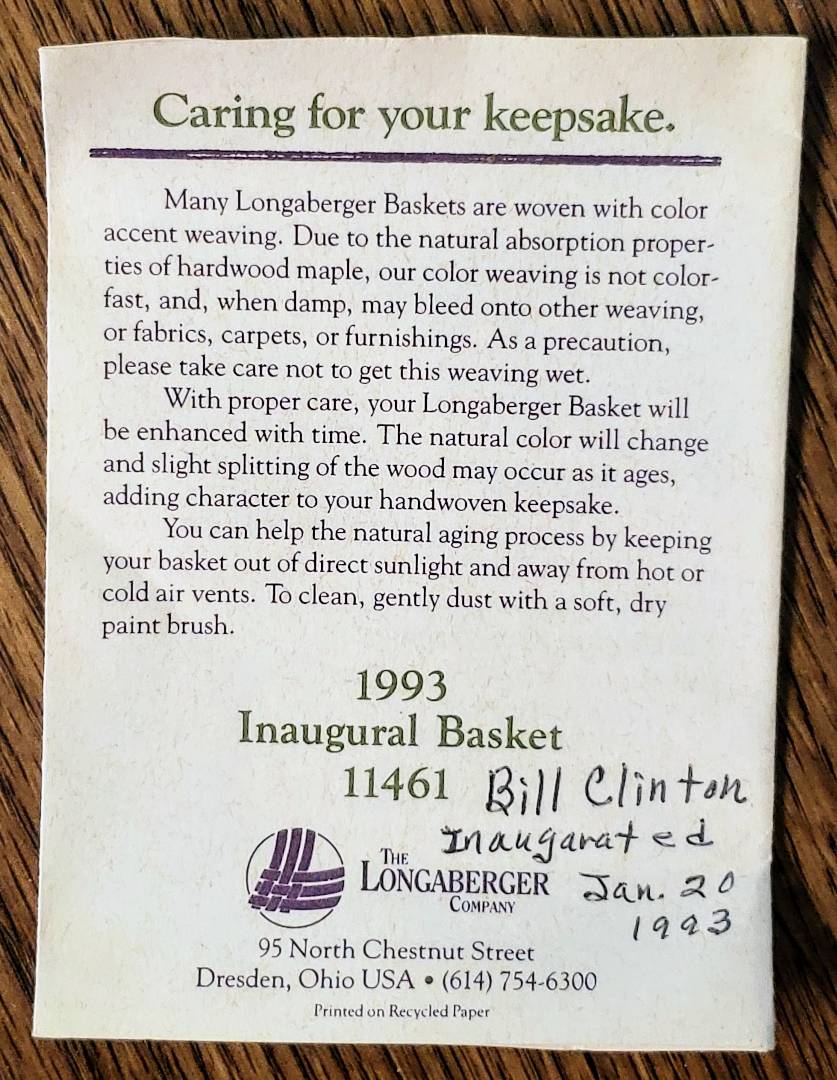 Caring for your keepsake.
Many Longaberger Baskets are woven with color
accent weaving. Due to the natural absorption proper-
ties of hardwood maple, our color weaving is not color-
fast, and, when damp, may bleed onto other weaving,
or fabrics, carpets, or furnishings. As a precaution,
please take care not to get this weaving wet.
With proper care, your Longaberger Basket will
be enhanced with time. The natural color will change
and slight splitting of the wood may occur as it ages,
adding character to your handwoven keepsake.
You can help the natural aging process by keeping
your basket out of direct sunlight and away from hot or
cold air vents. To clean, gently dust with a soft, dry
paint brush.
1993
Inaugural Basket
11461 Bill Clinton
Inaugarated
THE
LONGABERGER Jan. 20
COMPANY
1993
95 North Chestnut Street
Dresden, Ohio USA • (614) 754-6300
Printed on Recycled Paper